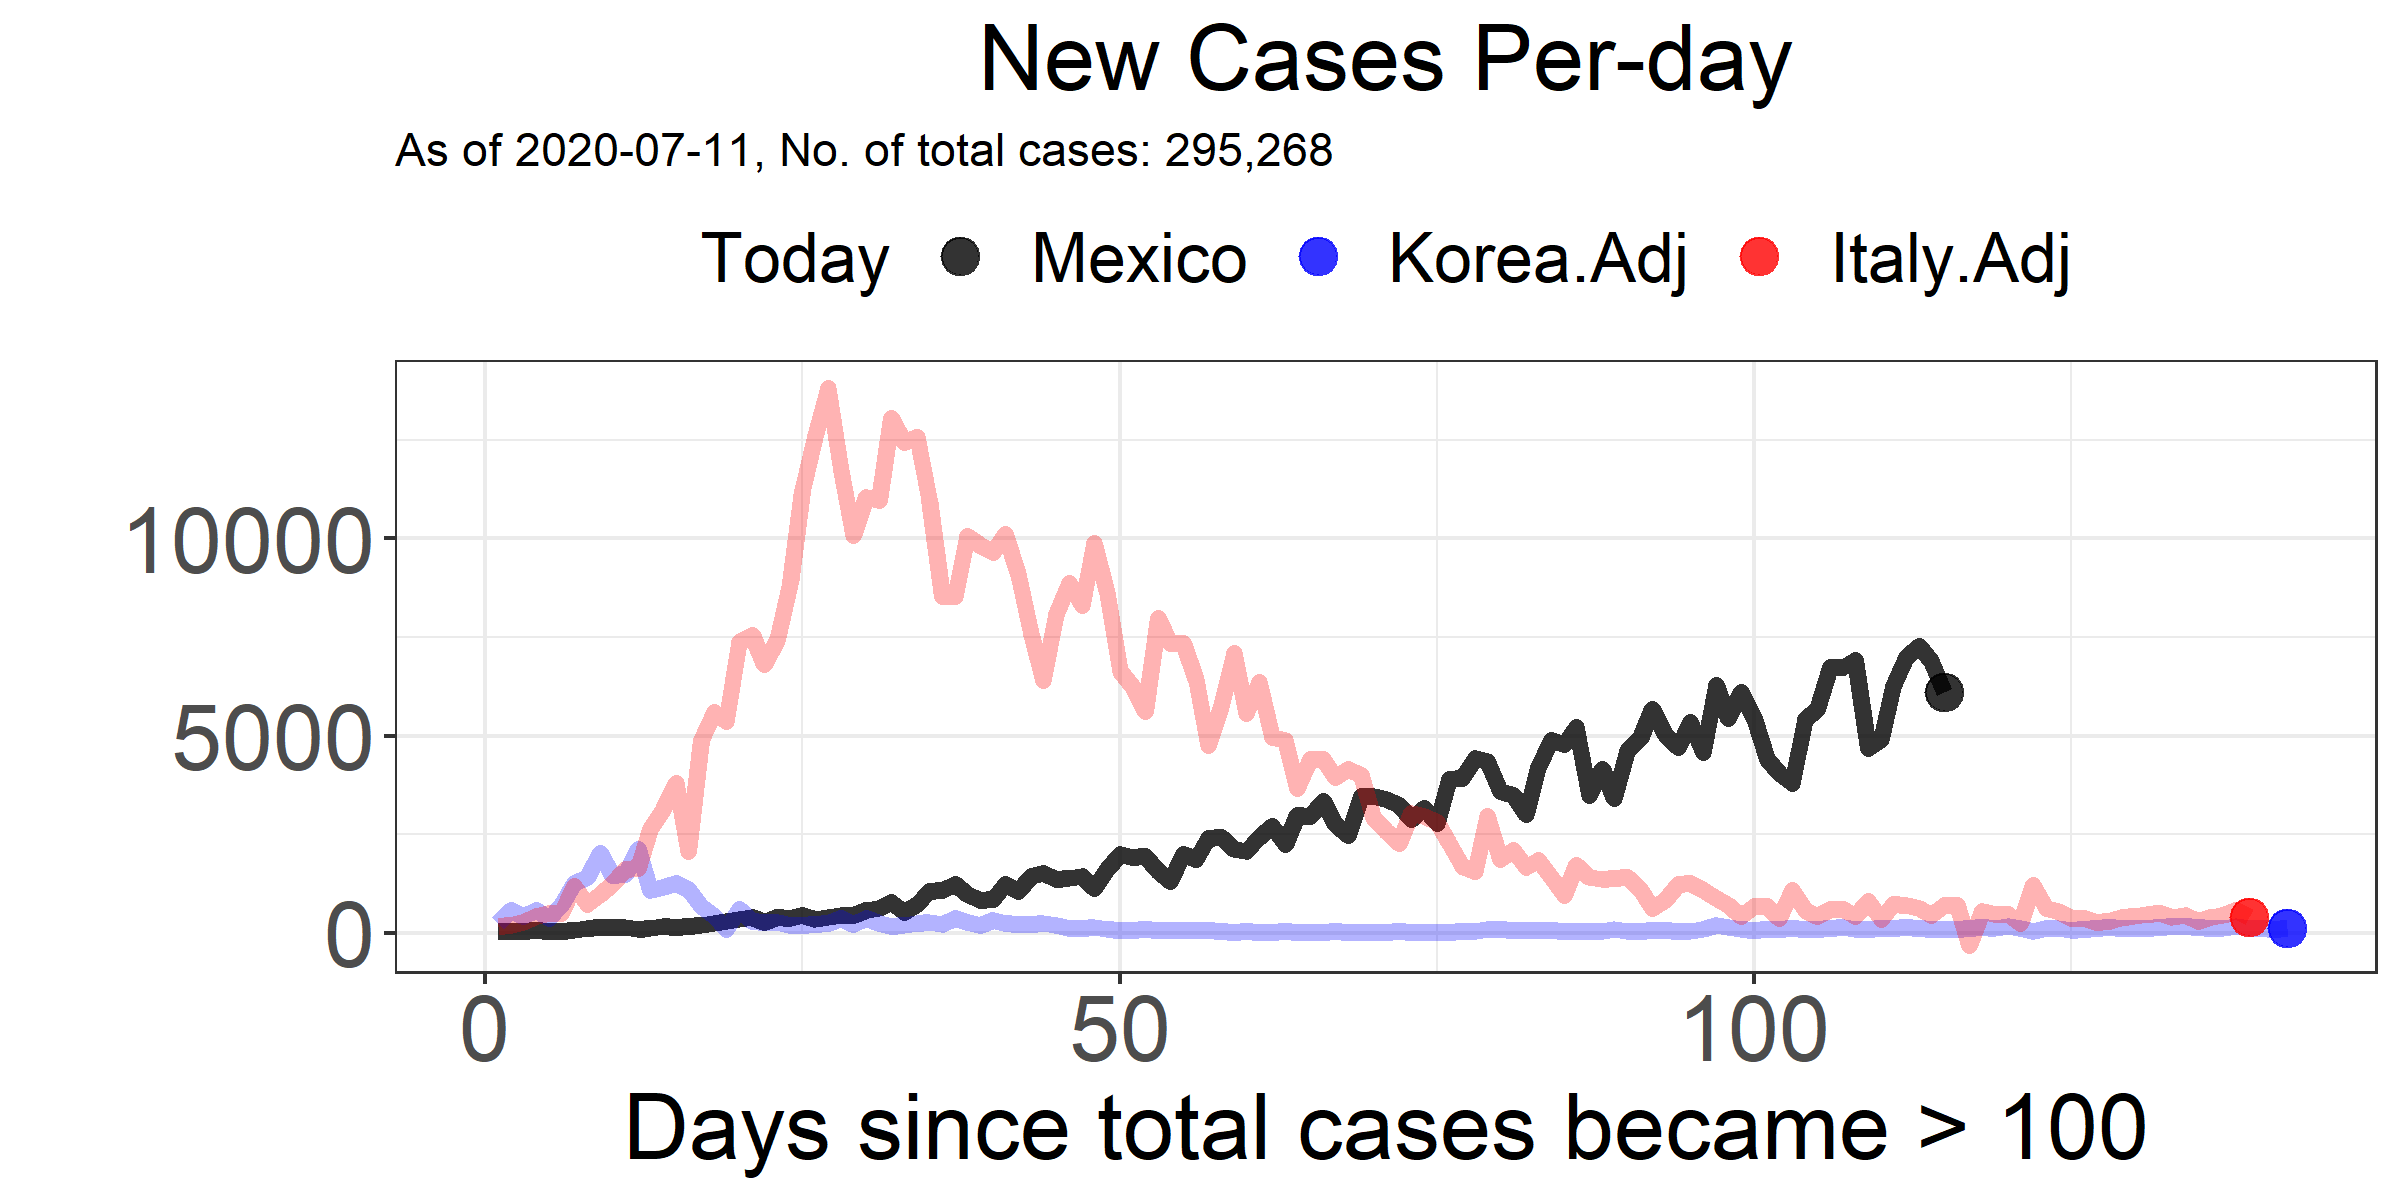 New Cases Per-day
As of 2020-07-11, No. of total cases: 295,268
Today Mexico Korea.Adj Italy.Adj
10000
5000
0
0 50 100
Days since total cases became > 100